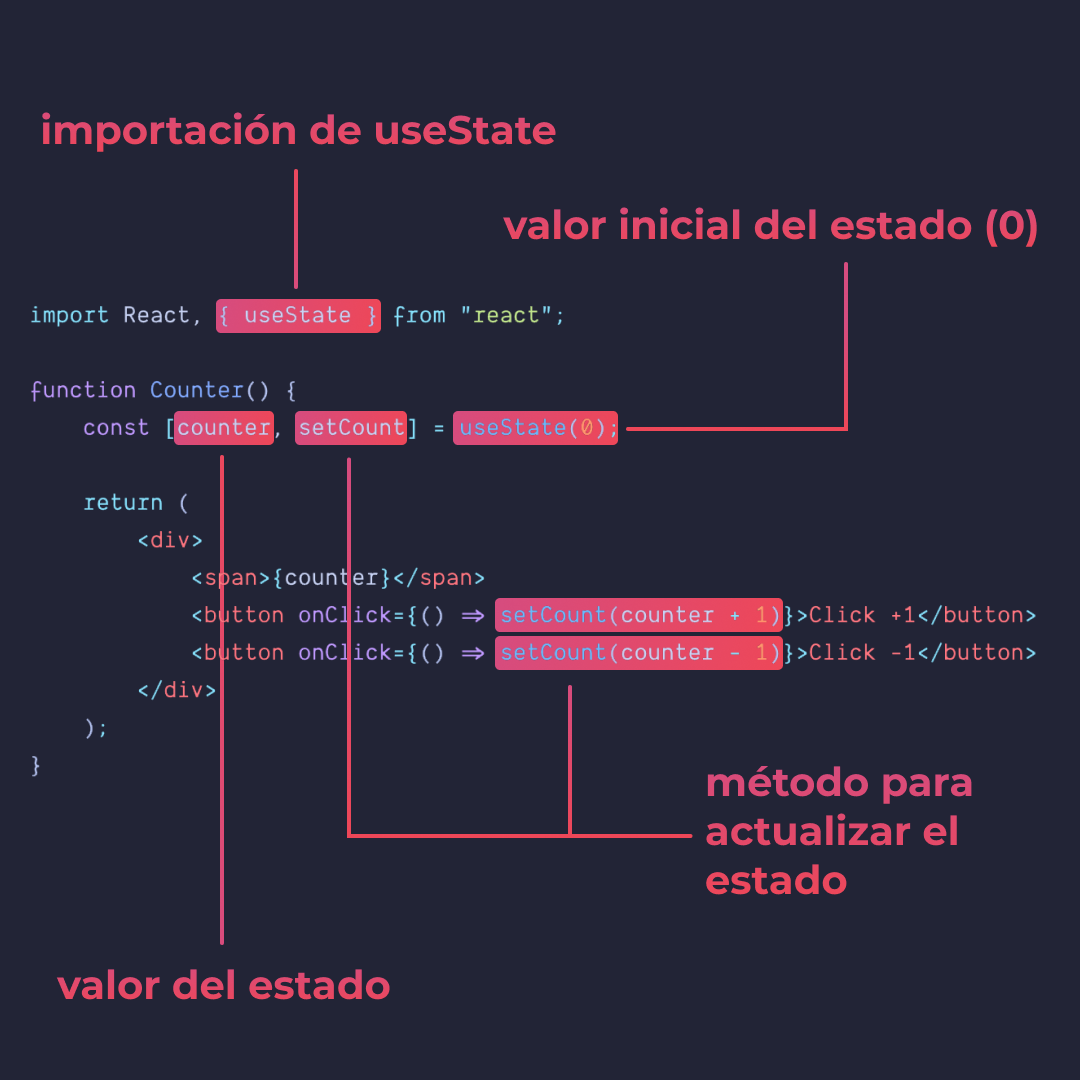 importación de useState
valor inicial del estado (0)
import React, { useState } from "react";
function Counter() {
const [counter, setCount] = useState(0);
return (
<div>
<span>{counter}</span>
<button onClick={() => setCount(counter + 1)}>Click +1</button>
<button onClick={() => setCount(counter - 1)}>Click -1</button>
</div>
);
}
método para
actualizar el
estado
valor del estado